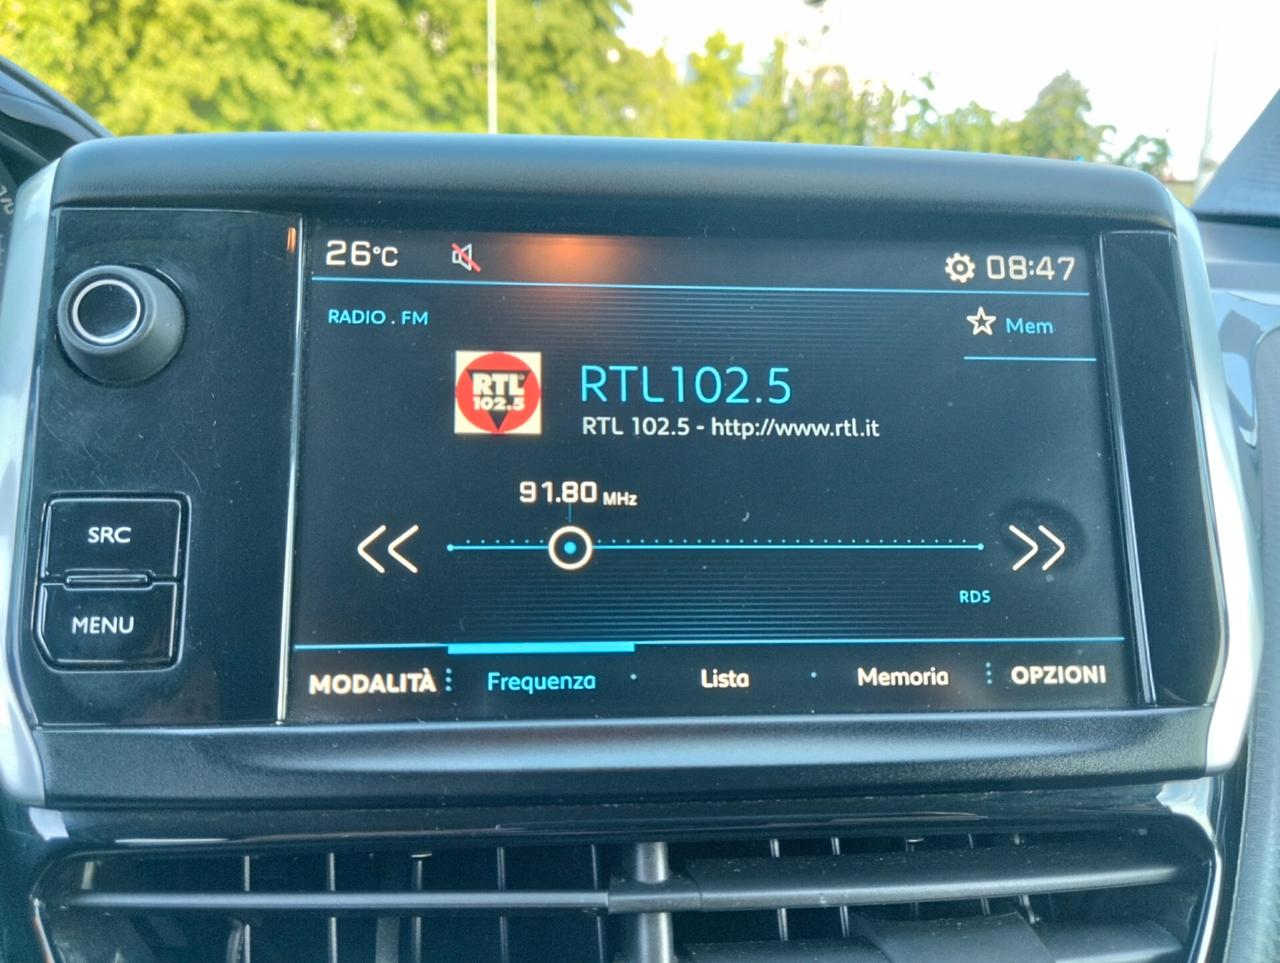 26°C 08:47
RADIO . FM
Mem
RTL
102.5
RTL102.5
RTL 102.5 - http://www.rtl.it
91.80 MHz
SRC
MENU
RDS
MODALITÀ Frequenza Lista Memoria OPZIONI